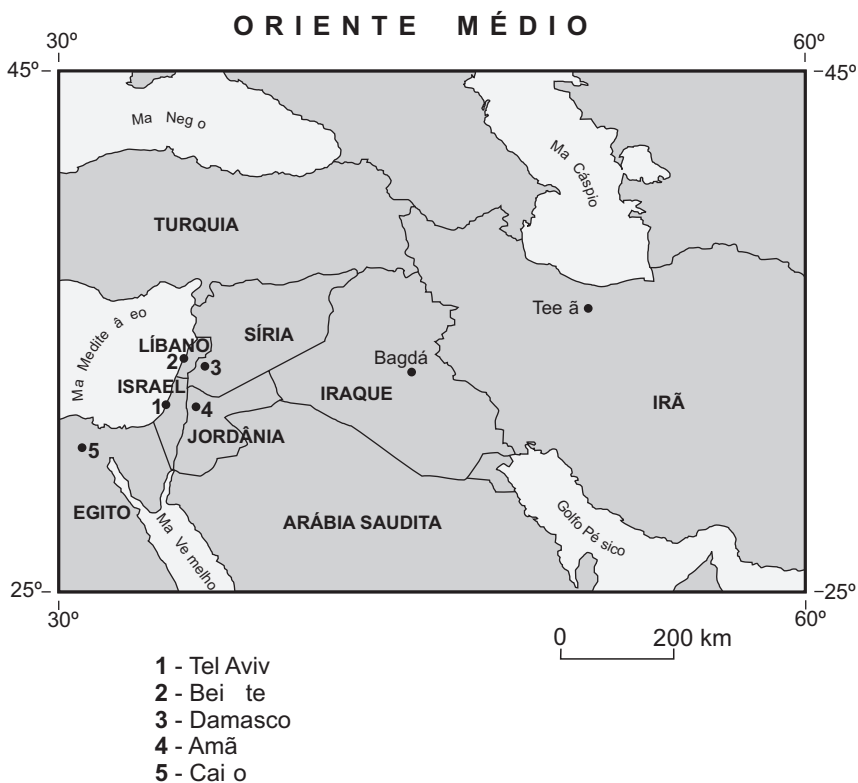 ORIENTE MÉDIO
30º 60º
45º 45º
Ma Neg o
Ma Cáspio
TURQUIA
Tee ã
Ma Medite â eo
LÍBANO
SÍRIA
2
3
Bagdá
ISRAEL
IRAQUE
IRÃ
1
4
JORDÂNIA
5
EGITO
ARÁBIA SAUDITA
Ma Ve melho
Golfo Pé sico
25º 25º
30º 60º
0 200 km
1 - Tel Aviv
2 - Bei te
3 - Damasco
4 - Amã
5 - Cai o